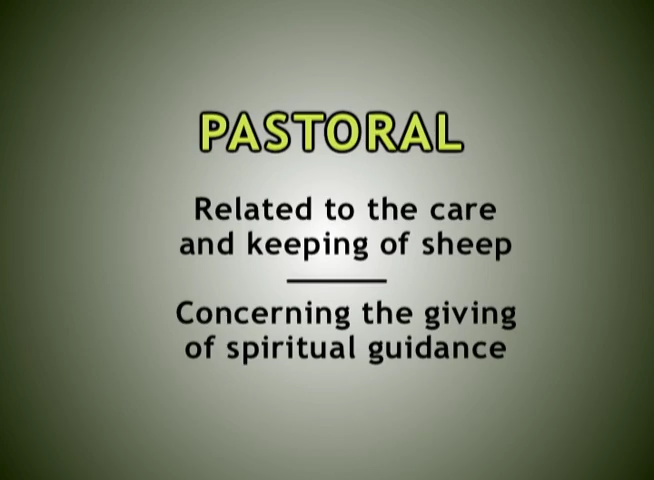 PASTORAL
Related to the care
and keeping of sheep
Concerning the giving
of spiritual guidance